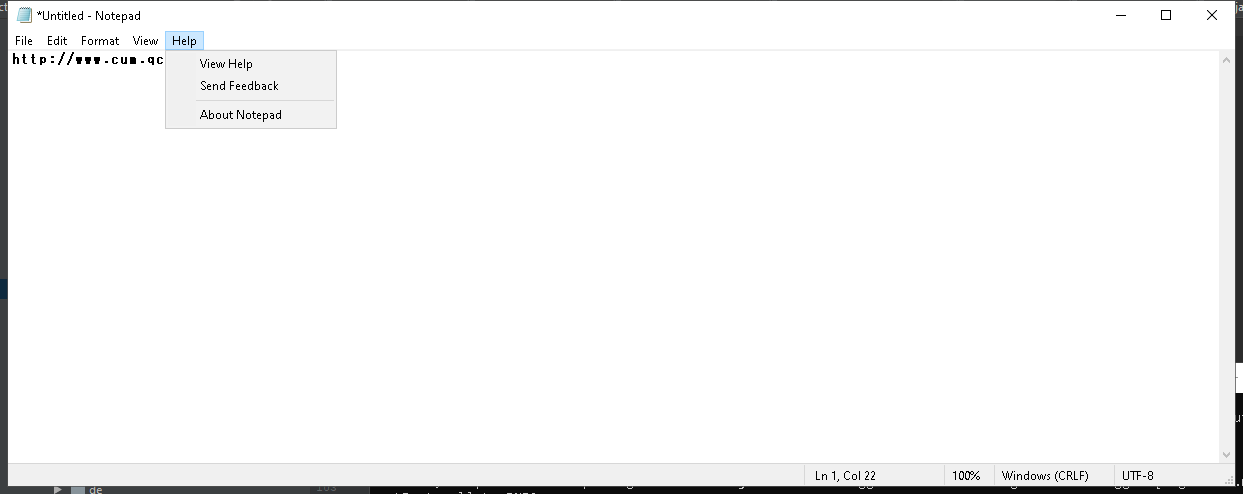 *Untitled - Notepad
File Edit Format View Help
http://www.cum.qc
View Help
Send Feedback
About Notepad
Ln 1, Col 22 100% Windows (CRLF) UTF-8
de
103